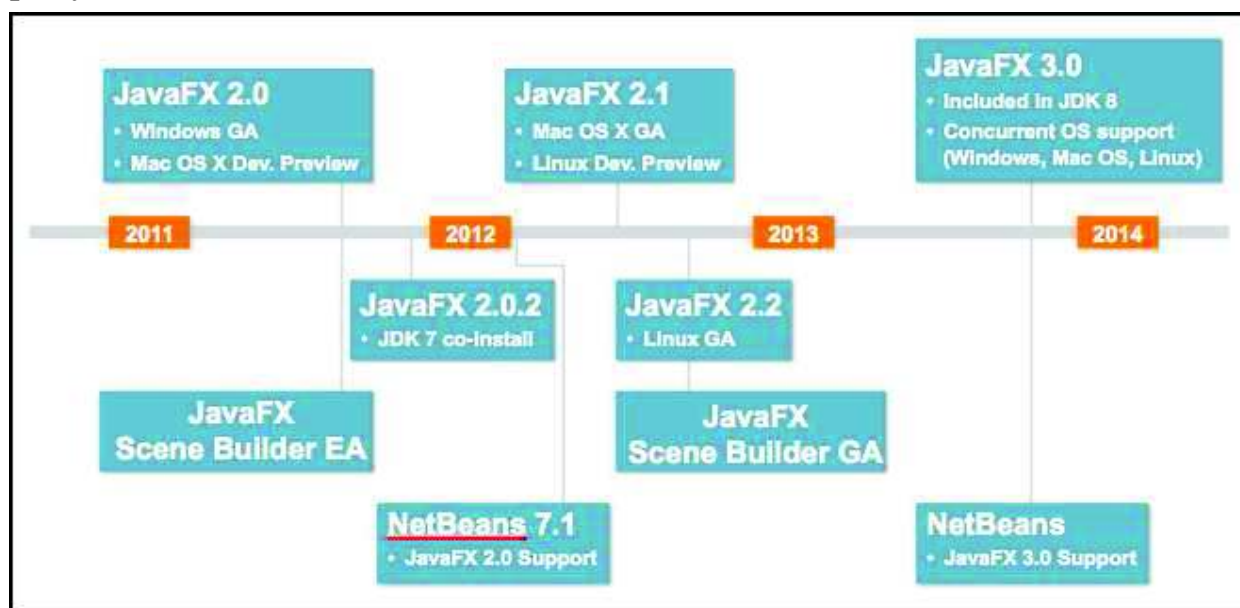 JavaFX 2.0
• Windows GA
• Mac OS X Dev. Preview
JavaFX 2.1
• Mac OS X GA
• Linux Dev. Preview
JavaFX 3.0
• Included in JDK 8
• Concurrent OS support
(Windows, Mac OS, Linux)
2011
2012
2013
2014
JavaFX 2.0.2
• JDK 7 co-install
JavaFX 2.2
• Linux GA
JavaFX
Scene Builder EA
JavaFX
Scene Builder GA
NetBeans 7.1
• JavaFX 2.0 Support
NetBeans
• JavaFX 3.0 Support